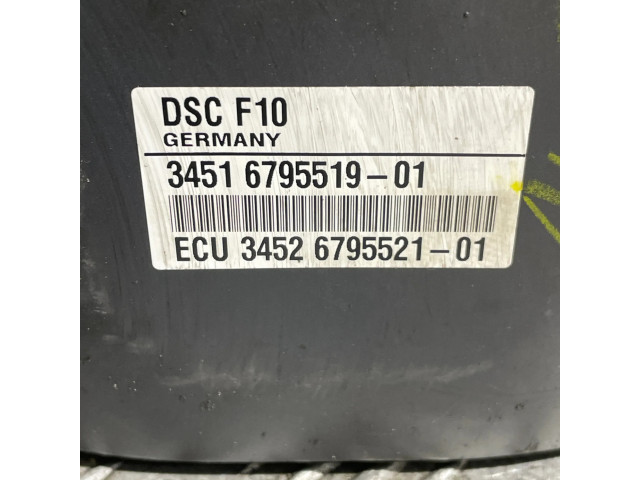 DSC F10
GERMANY
3451 6795519-01
ECU 3452 6795521-01